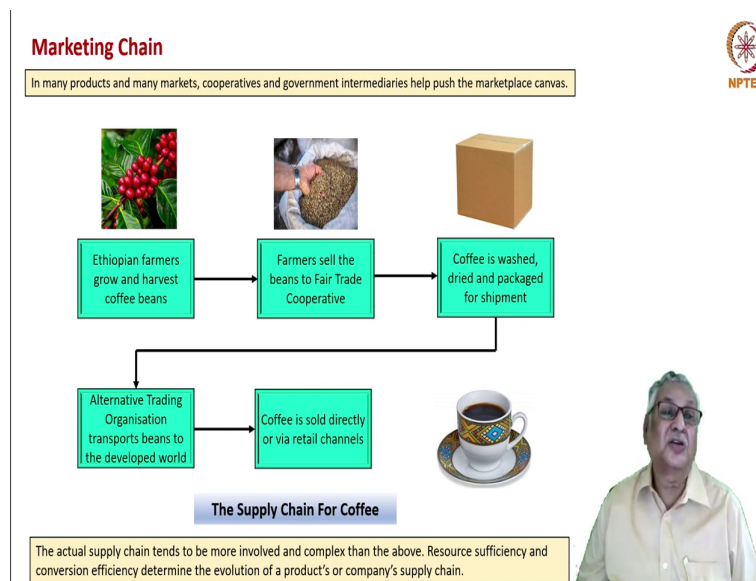 Marketing Chain
NPTE
In many products and many markets, cooperatives and government intermediaries help push the marketplace canvas.
Ethiopian farmers
grow and harvest
coffee beans
Farmers sell the
beans to Fair Trade
Cooperative
Coffee is washed,
dried and packaged
for shipment
Alternative Trading
Organisation
transports beans to
the developed world
Coffee is sold directly
or via retail channels
The Supply Chain For Coffee
The actual supply chain tends to be more involved and complex than the above. Resource sufficiency and
conversion efficiency determine the evolution of a product's or company's supply chain.